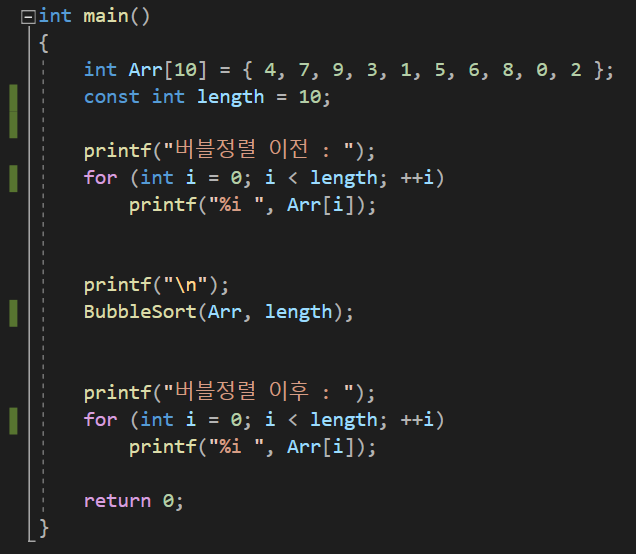 int main()
{
int Arr[10] = { 4, 7, 9, 3, 1, 5, 6, 8, 0, 2 };
const int length = 10;
printf("버블정렬 이전 : ");
for (int i = 0; i < length; ++i)
printf("%i ", Arr[i]);
printf("\n");
BubbleSort(Arr, length);
printf("버블정렬 이후 : ");
for (int i = 0; i < length; ++i)
printf("%i ", Arr[i]);
return 0;
}